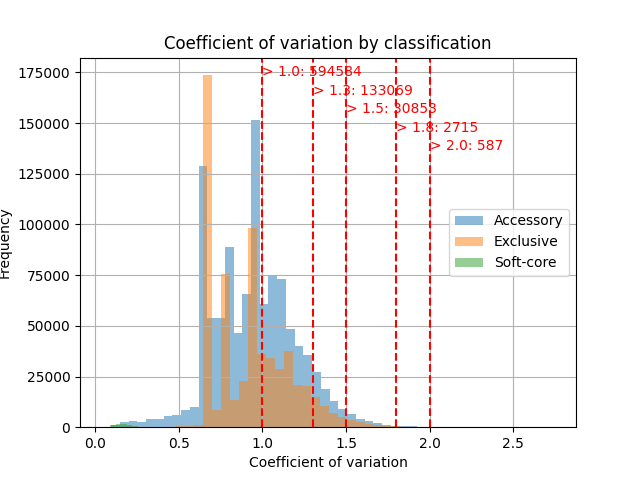 Coefficient of variation by classification
> 1.0: 594584
> 1.3: 133069
> 1.5: 30853
> 1.8: 2715
> 2.0: 587
175000
150000
125000
100000
75000
50000
25000
0
Frequency
Accessory
Exclusive
Soft-core
0.0 0.5 1.0 1.5 2.0 2.5
Coefficient of variation